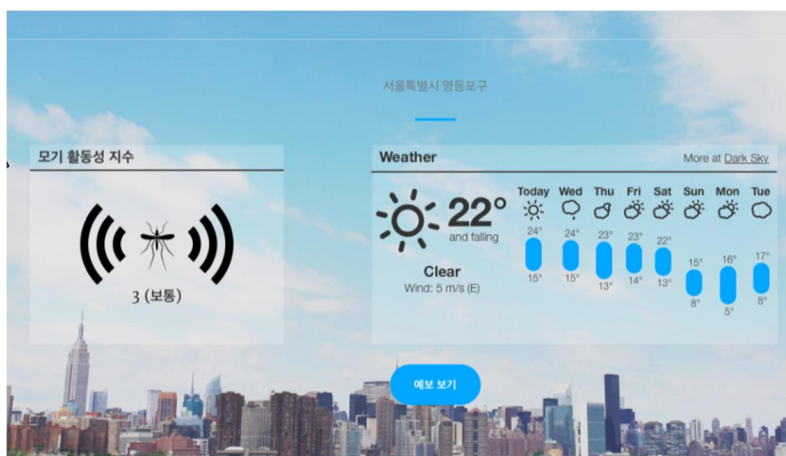 서울특별시 영등포구
모기 활동성 지수
3 (보통)
Weather
More at Dark Sky
22°
and falling
Clear
Wind: 5 m/s (E)
Today Wed Thu Fri Sat Sun Mon Tue
24° 24° 23° 23° 22° 15° 16° 17°
15° 15° 13° 14° 13° 8° 5° 8°
예보 보기